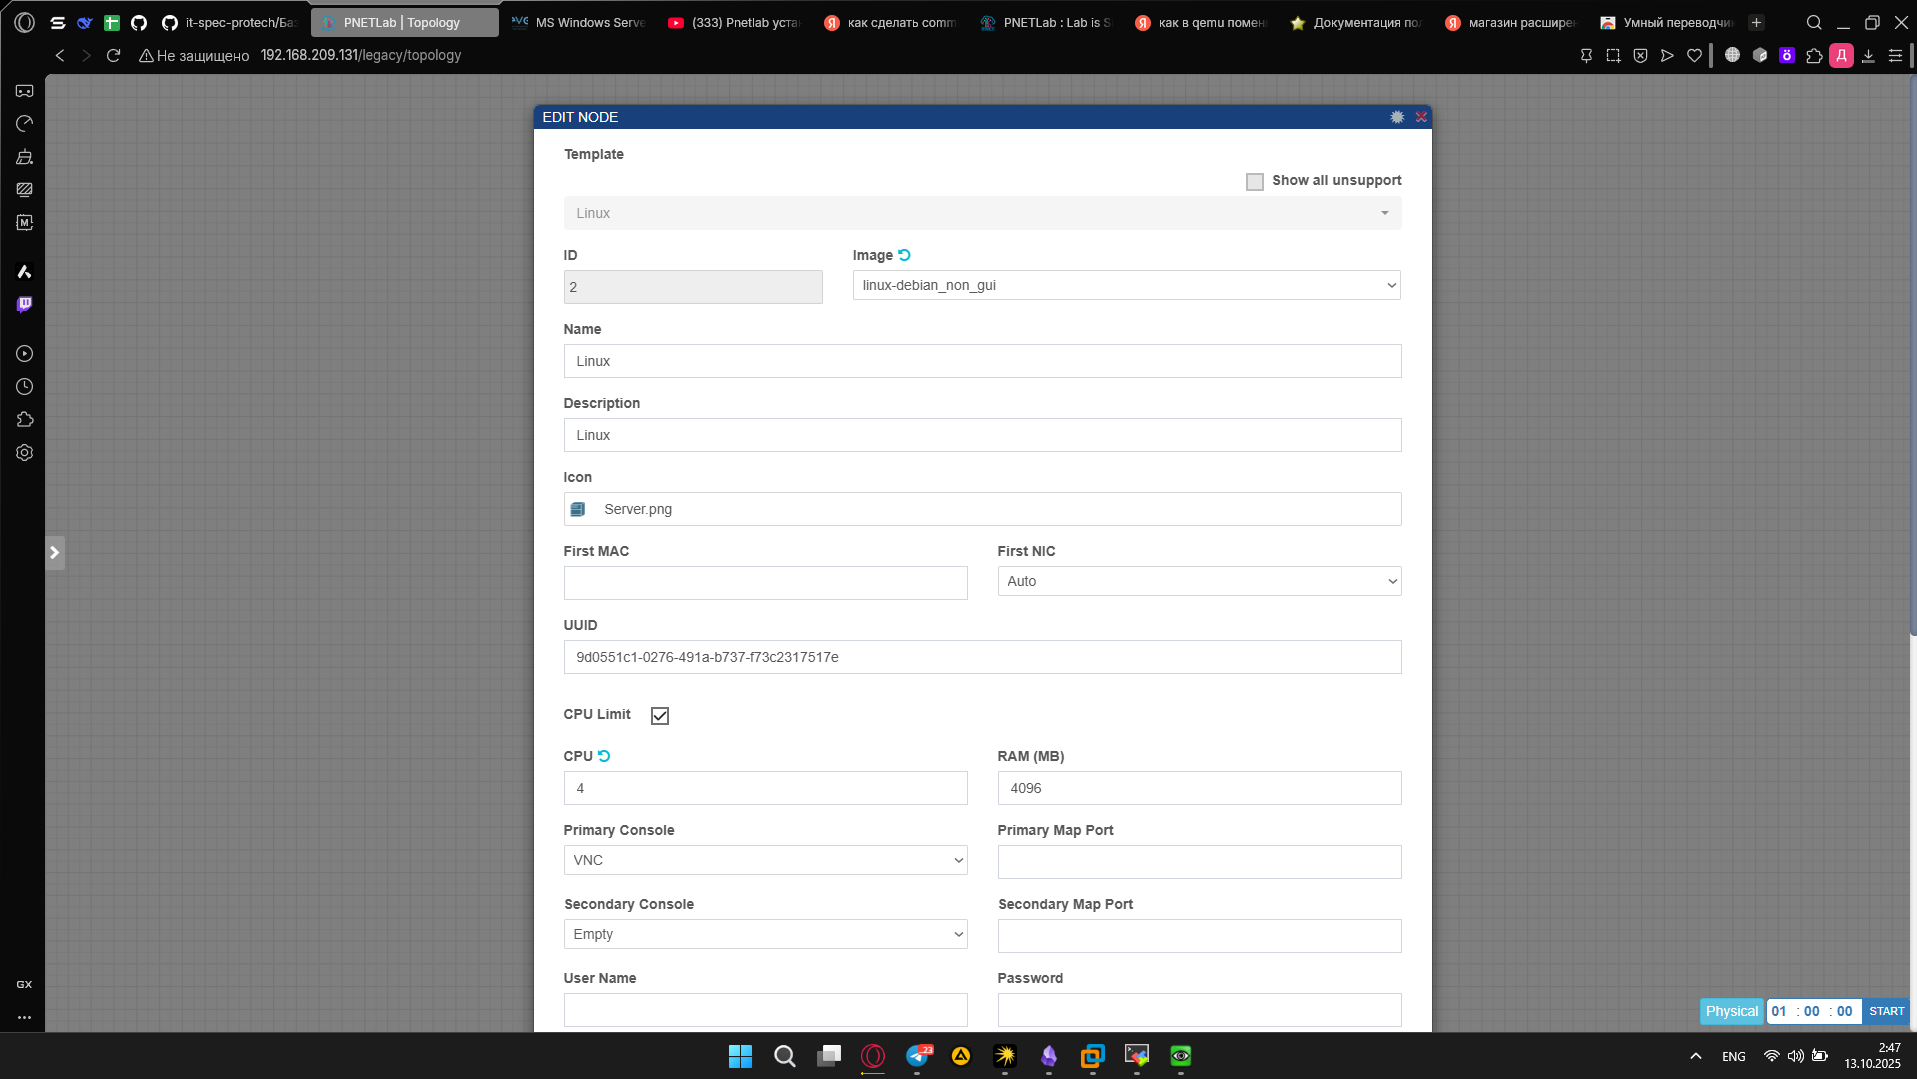 it-spec-protech/Ба
PNETLab | Topology
MS Windows Serve
(333) Pnetlab уста
как сделать comm
PNETLab : Lab is S
как в qemu помен
Документация по
магазин расширен
Умный переводчи
Не защищено
192.168.209.131/legacy/topology
Д
M
EDIT NODE
Template
Show all unsupport
Linux
ID
Image
2
linux-debian_non_gui
Name
Linux
Description
Linux
Icon
Server.png
First MAC
First NIC
Auto
UUID
9d0551c1-0276-491a-b737-f73c2317517e
CPU Limit
CPU
RAM (MB)
4
4096
Primary Console
Primary Map Port
VNC
Secondary Console
Secondary Map Port
Empty
User Name
Password
GX
Physical
01 : 00 : 00
START
23
ENG
2:47
13.10.2025